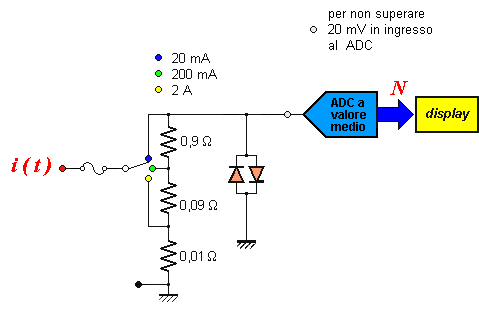 per non superare
20 mV in ingresso
al ADC
20 mA
200 mA
2 A
ADC a
valore
medio
N
display
0,9 Ω
i(t)
0,09 Ω
0,01 Ω